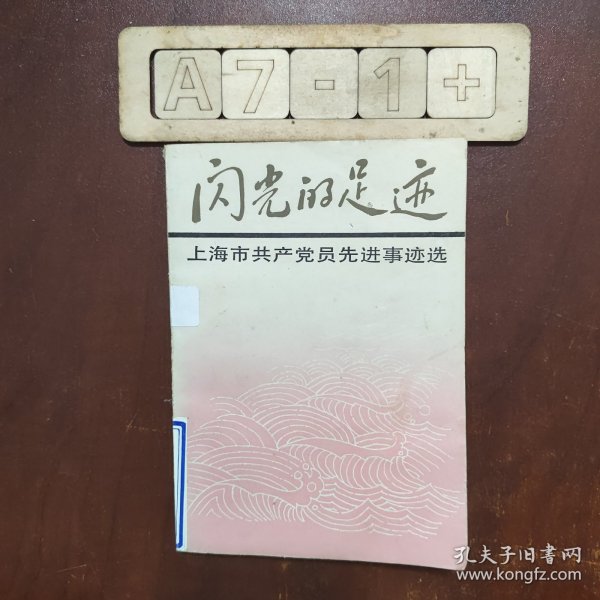 A7-1+
闪光的足迹
上海市共产党员先进事迹选
孔夫子旧书网
www.kongfz.com